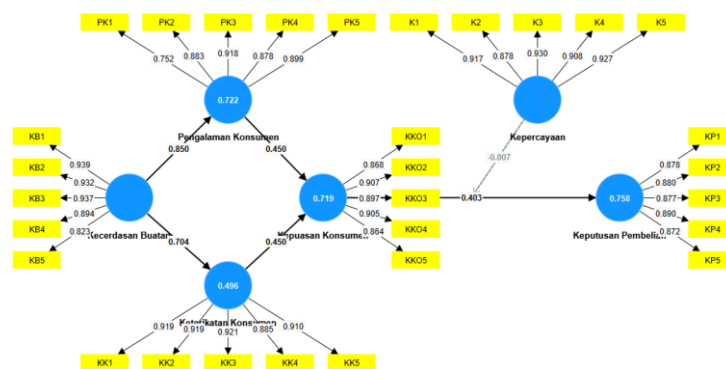 PK1 PK2 PK3 PK4 PK5
K1 K2 K3 K4 K5
0.752 0.883 0.918 0.878 0.899
0.917 0.878 0.930 0.908 0.927
0.722
Pengalaman Konsumen
Kepercayaan
0.850 0.450
-0.007
KB1
KB2
KB3
KB4
KB5
0.939
0.932
0.937
0.894
0.823
Kecerdasan Buatan
0.704 0.450
0.719
Kepuasan Konsumen
0.868
0.907
0.897
0.905
0.864
KKO1
KKO2
KKO3
KKO4
KKO5
0.403
0.758
Keputusan Pembelian
0.878
0.880
0.877
0.890
0.872
KP1
KP2
KP3
KP4
KP5
0.496
Keterikatan Konsumen
0.919 0.919 0.921 0.885 0.910
KK1 KK2 KK3 KK4 KK5